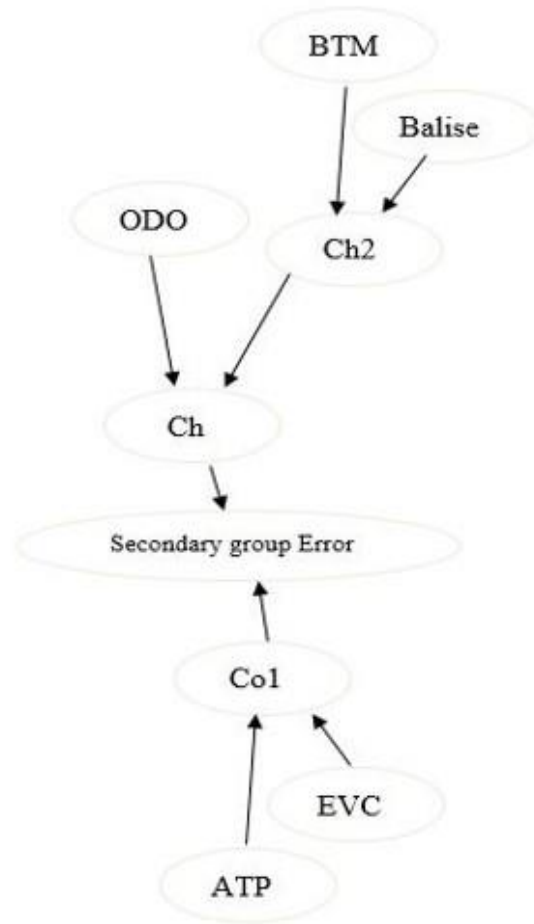 BTM
Balise
ODO
Ch2
Ch
Secondary group Error
Co1
EVC
ATP